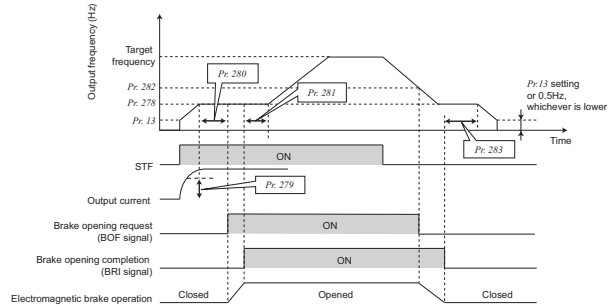 Output frequency (Hz)
Target
frequency
Pr. 280
Pr. 282
Pr. 281
Pr. 278
Pr. 13
Pr.13 setting
or 0.5Hz,
whichever is lower
Time
Pr. 283
STF
ON
Output current
Pr. 279
Brake opening request
(BOF signal)
ON
Brake opening completion
(BRI signal)
ON
Electromagnetic brake operation
Closed
Opened
Closed